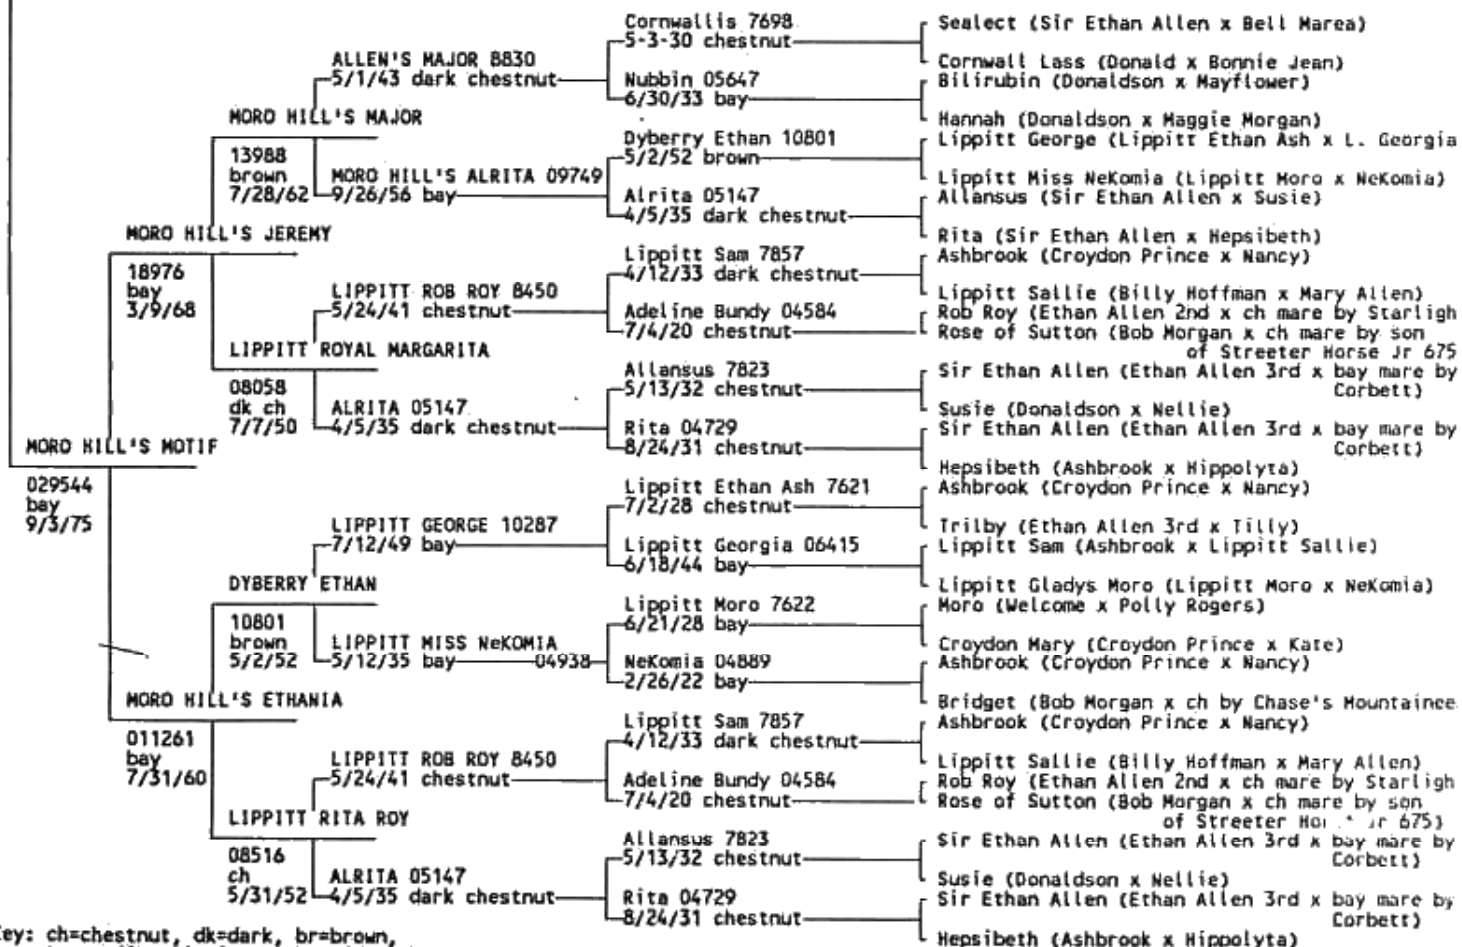 Cornwallis 7698
5-3-30 chestnut
Sealect (Sir Ethan Allen x Bell Marea)
ALLEN'S MAJOR 8830
5/1/43 dark chestnut
Cornwall Lass (Donald x Bonnie Jean)
Nubbin 05647
6/30/33 bay
Bilirubin (Donaldson x Mayflower)
MORO HILL'S MAJOR
Hannah (Donaldson x Maggie Morgan)
13988
brown
7/28/62
Dyberry Ethan 10801
5/2/52 brown
Lippitt George (Lippitt Ethan Ash x L. Georgia
MORO HILL'S ALRITA 09749
9/26/56 bay
Lippitt Miss NeKomia (Lippitt Moro x NeKomia)
Alrita 05147
4/5/35 dark chestnut
Allansus (Sir Ethan Allen x Susie)
MORO HILL'S JEREMY
Rita (Sir Ethan Allen x Hepsibeth)
18976
bay
3/9/68
Lippitt Sam 7857
4/12/33 dark chestnut
Ashbrook (Croydon Prince x Nancy)
LIPPITT ROB ROY 8450
5/24/41 chestnut
Lippitt Sallie (Billy Hoffman x Mary Allen)
Adeline Bundy 04584
7/4/20 chestnut
Rob Roy (Ethan Allen 2nd x ch mare by Starligh
Rose of Sutton (Bob Morgan x ch mare by son
of Streeter Horse Jr 675
LIPPITT ROYAL MARGARITA
08058
dk ch
7/7/50
Allansus 7823
5/13/32 chestnut
Sir Ethan Allen (Ethan Allen 3rd x bay mare by
Corbett)
ALRITA 05147
4/5/35 dark chestnut
Susie (Donaldson x Nellie)
Rita 04729
8/24/31 chestnut
Sir Ethan Allen (Ethan Allen 3rd x bay mare by
Corbett)
MORO HILL'S MOTIF
Hepsibeth (Ashbrook x Hippolyta)
029544
bay
9/3/75
Lippitt Ethan Ash 7621
7/2/28 chestnut
Ashbrook (Croydon Prince x Nancy)
LIPPITT GEORGE 10287
7/12/49 bay
Trilby (Ethan Allen 3rd x Tilly)
Lippitt Georgia 06415
6/18/44 bay
Lippitt Sam (Ashbrook x Lippitt Sallie)
DYBERRY ETHAN
Lippitt Gladys Moro (Lippitt Moro x NeKomia)
10801
brown
5/2/52
Lippitt Moro 7622
6/21/28 bay
Moro (Welcome x Polly Rogers)
LIPPITT MISS NeKOMIA
5/12/35 bay 04938
Croydon Mary (Croydon Prince x Kate)
NeKomia 04889
2/26/22 bay
Ashbrook (Croydon Prince x Nancy)
MORO HILL'S ETHANIA
Bridget (Bob Morgan x ch by Chase's Mountainee
011261
bay
7/31/60
Lippitt Sam 7857
4/12/33 dark chestnut
Ashbrook (Croydon Prince x Nancy)
LIPPITT ROB ROY 8450
5/24/41 chestnut
Lippitt Sallie (Billy Hoffman x Mary Allen)
Adeline Bundy 04584
7/4/20 chestnut
Rob Roy (Ethan Allen 2nd x ch mare by Starligh
Rose of Sutton (Bob Morgan x ch mare by son
of Streeter 675)
LIPPITT RITA ROY
08516
ch
5/31/52
Allansus 7823
5/13/32 chestnut
Sir Ethan Allen (Ethan Allen 3rd x bay mare by
Corbett)
ALRITA 05147
4/5/35 dark chestnut
Susie (Donaldson x Nellie)
Rita 04729
8/24/31 chestnut
Sir Ethan Allen (Ethan Allen 3rd x bay mare by
Corbett)
Hepsibeth (Ashbrook x Hippolyta)
ey: ch=chestnut, dk=dark, br=brown,